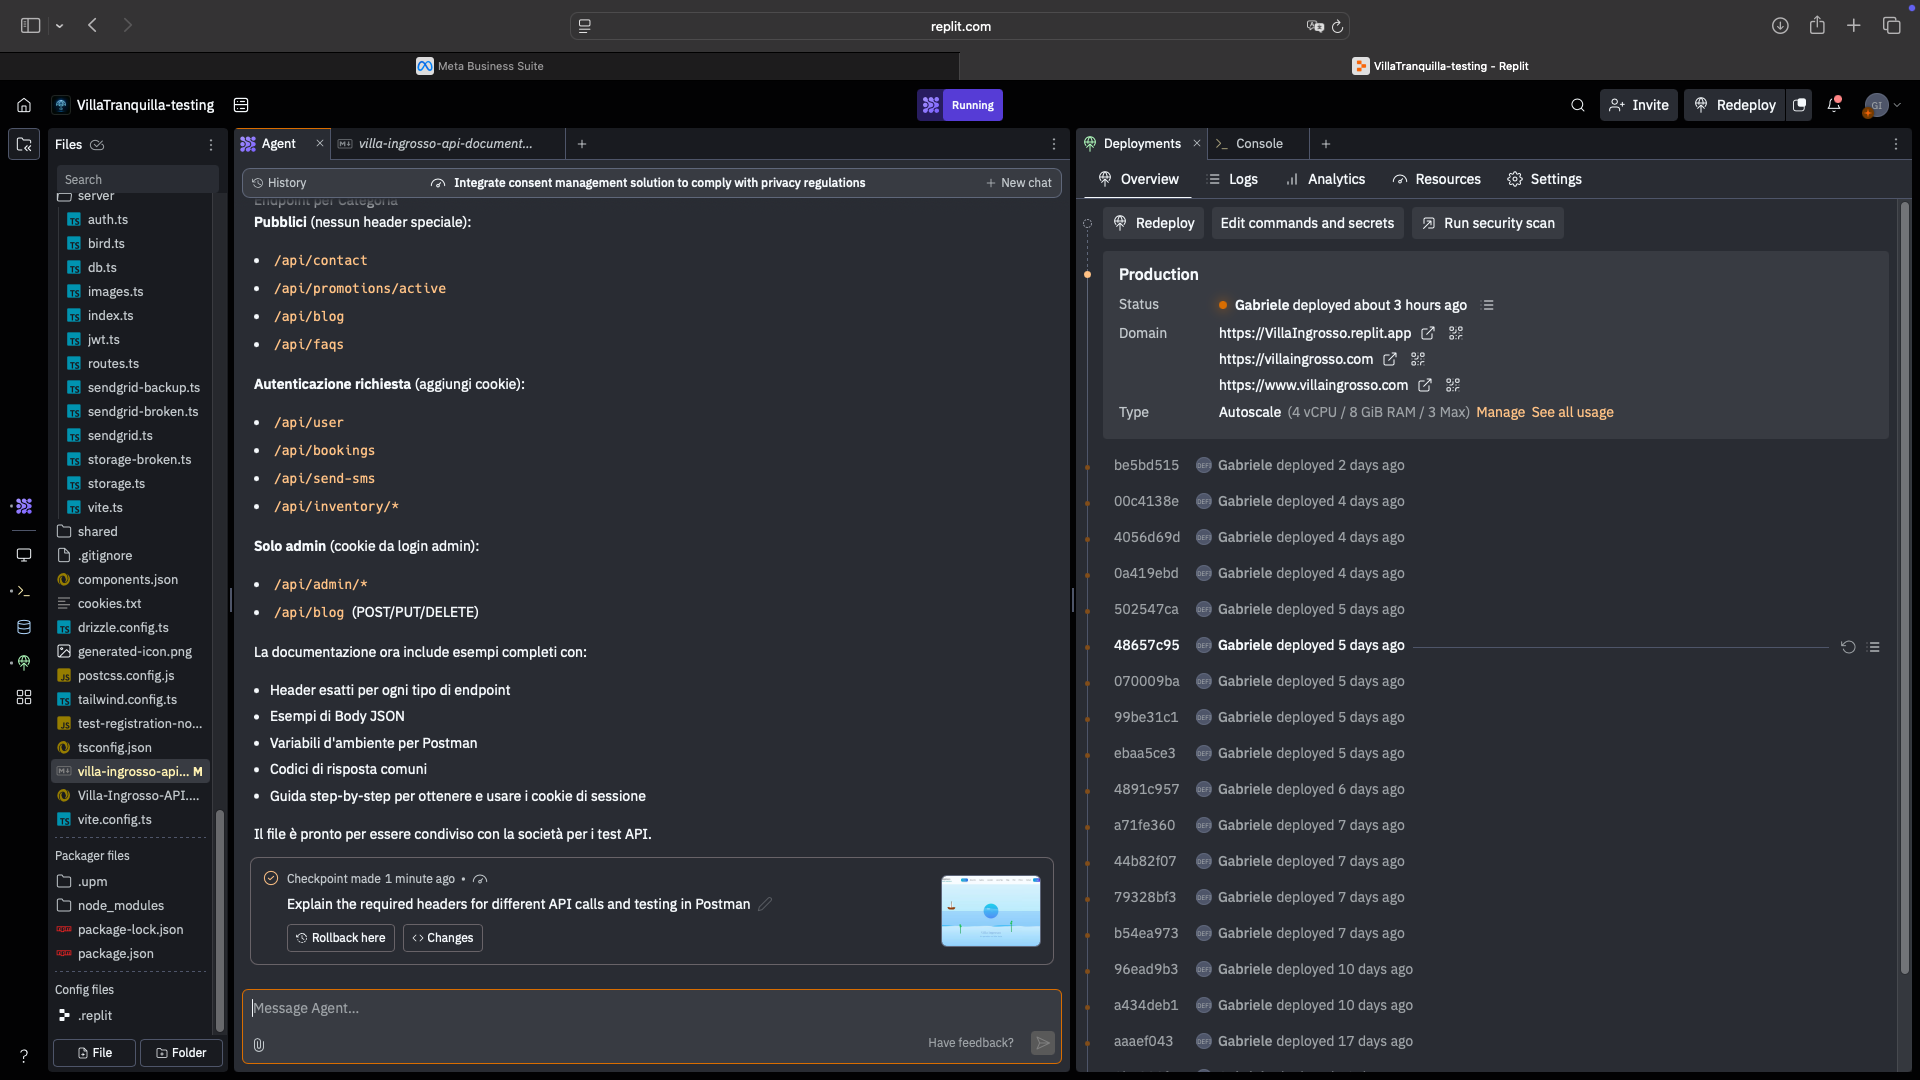 replit.com
Meta Business Suite
VillaTranquilla-testing - Replit
VillaTranquilla-testing
Running
Invite
Redeploy
GI
Files
Search
server
TS auth.ts
TS bird.ts
TS db.ts
TS images.ts
TS index.ts
TS jwt.ts
TS routes.ts
TS sendgrid-backup.ts
TS sendgrid-broken.ts
TS sendgrid.ts
TS storage-broken.ts
TS storage.ts
TS vite.ts
shared
.gitignore
components.json
cookies.txt
TS drizzle.config.ts
generated-icon.png
JS postcss.config.js
TS tailwind.config.ts
JS test-registration-no...
tsconfig.json
villa-ingrosso-api... M
Villa-Ingrosso-API....
TS vite.config.ts
Packager files
.upm
node_modules
package-lock.json
package.json
Config files
.replit
File
Folder
?
Agent
villa-ingrosso-api-document...
History
Integrate consent management solution to comply with privacy regulations
New chat
Endpoint per Categoria
Pubblici (nessun header speciale):
• /api/contact
• /api/promotions/active
• /api/blog
• /api/faqs
Autenticazione richiesta (aggiungi cookie):
• /api/user
• /api/bookings
• /api/send-sms
• /api/inventory/*
Solo admin (cookie da login admin):
• /api/admin/*
• /api/blog (POST/PUT/DELETE)
La documentazione ora include esempi completi con:
• Header esatti per ogni tipo di endpoint
• Esempi di Body JSON
• Variabili d'ambiente per Postman
• Codici di risposta comuni
• Guida step-by-step per ottenere e usare i cookie di sessione
Il file è pronto per essere condiviso con la società per i test API.
Checkpoint made 1 minute ago •
Explain the required headers for different API calls and testing in Postman
Rollback here
Changes
Message Agent...
Have feedback?
Deployments
Console
Overview
Logs
Analytics
Resources
Settings
Redeploy
Edit commands and secrets
Run security scan
Production
Status Gabriele deployed about 3 hours ago
Domain https://VillaIngrosso.replit.app
https://villaingrosso.com
https://www.villaingrosso.com
Type Autoscale (4 vCPU / 8 GiB RAM / 3 Max) Manage See all usage
be5bd515 Gabriele deployed 2 days ago
00c4138e Gabriele deployed 4 days ago
4056d69d Gabriele deployed 4 days ago
0a419ebd Gabriele deployed 4 days ago
502547ca Gabriele deployed 5 days ago
48657c95 Gabriele deployed 5 days ago
070009ba Gabriele deployed 5 days ago
99be31c1 Gabriele deployed 5 days ago
ebaa5ce3 Gabriele deployed 5 days ago
4891c957 Gabriele deployed 6 days ago
a71fe360 Gabriele deployed 7 days ago
44b82f07 Gabriele deployed 7 days ago
79328bf3 Gabriele deployed 7 days ago
b54ea973 Gabriele deployed 7 days ago
96ead9b3 Gabriele deployed 10 days ago
a434deb1 Gabriele deployed 10 days ago
aaaef043 Gabriele deployed 17 days ago